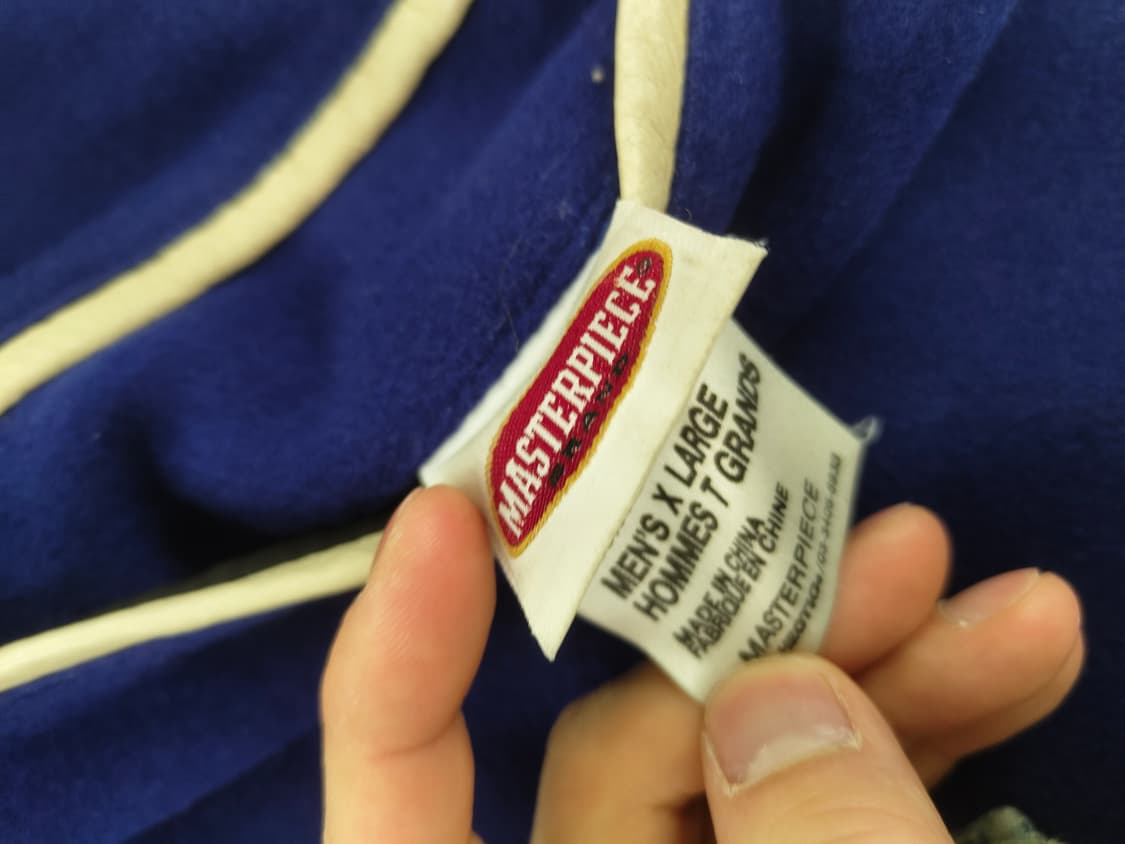 MASTERPIECE
BRAND
MEN'S X LARGE
HOMMES T GRANDS
MADE IN CHINA
FABRIQUÉ EN CHINE
MASTERPIECE